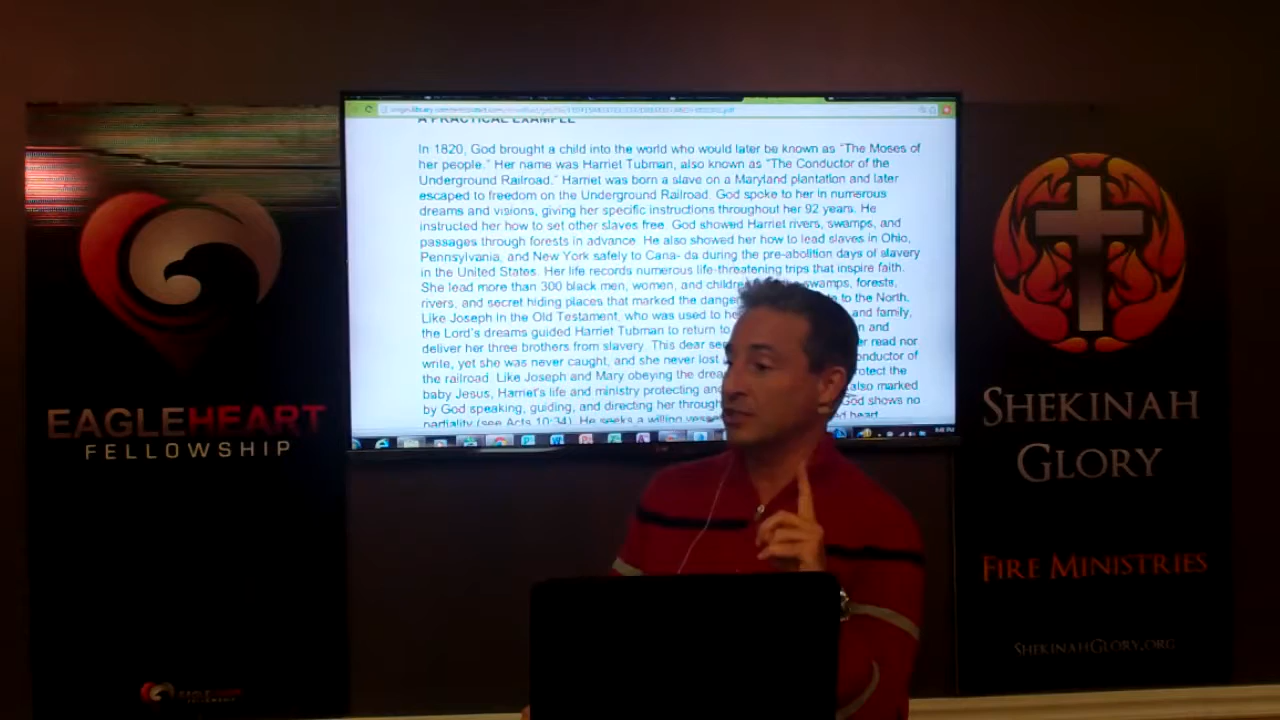 A PRACTICAL EXAMPLE
In 1820, God brought a child into the world who would later be known as "The Moses of
her people." Her name was Harriet Tubman, also known as "The Conductor of the
Underground Railroad." Harriet was born a slave on a Maryland plantation and later
escaped to freedom on the Underground Railroad. God spoke to her in numerous
dreams and visions, giving her specific instructions throughout her 92 years. He
instructed her how to set other slaves free. God showed Harriet rivers, swamps, and
passages through forests in advance. He also showed her how to lead slaves in Ohio,
Pennsylvania, and New York safely to Cana- da during the pre-abolition days of slavery
in the United States. Her life records numerous life-threatening trips that inspire faith.
She lead more than 300 black men, women, and children swamps, forests,
rivers, and secret hiding places that marked the to the North.
Like Joseph in the Old Testament, who was used to and family,
the Lord's dreams guided Harriet Tubman to return to and
deliver her three brothers from slavery. This dear read nor
write, yet she was never caught, and she never lost of
the railroad. Like Joseph and Mary obeying the the
baby Jesus, Harriet's life and ministry protecting also marked
by God speaking, guiding, and directing her through God shows no
partiality (see Acts 10:34). He seeks a willing heart
EAGLEHEART
FELLOWSHIP
SHEKINAH
GLORY
FIRE MINISTRIES
SHEKINAHGLORY.ORG